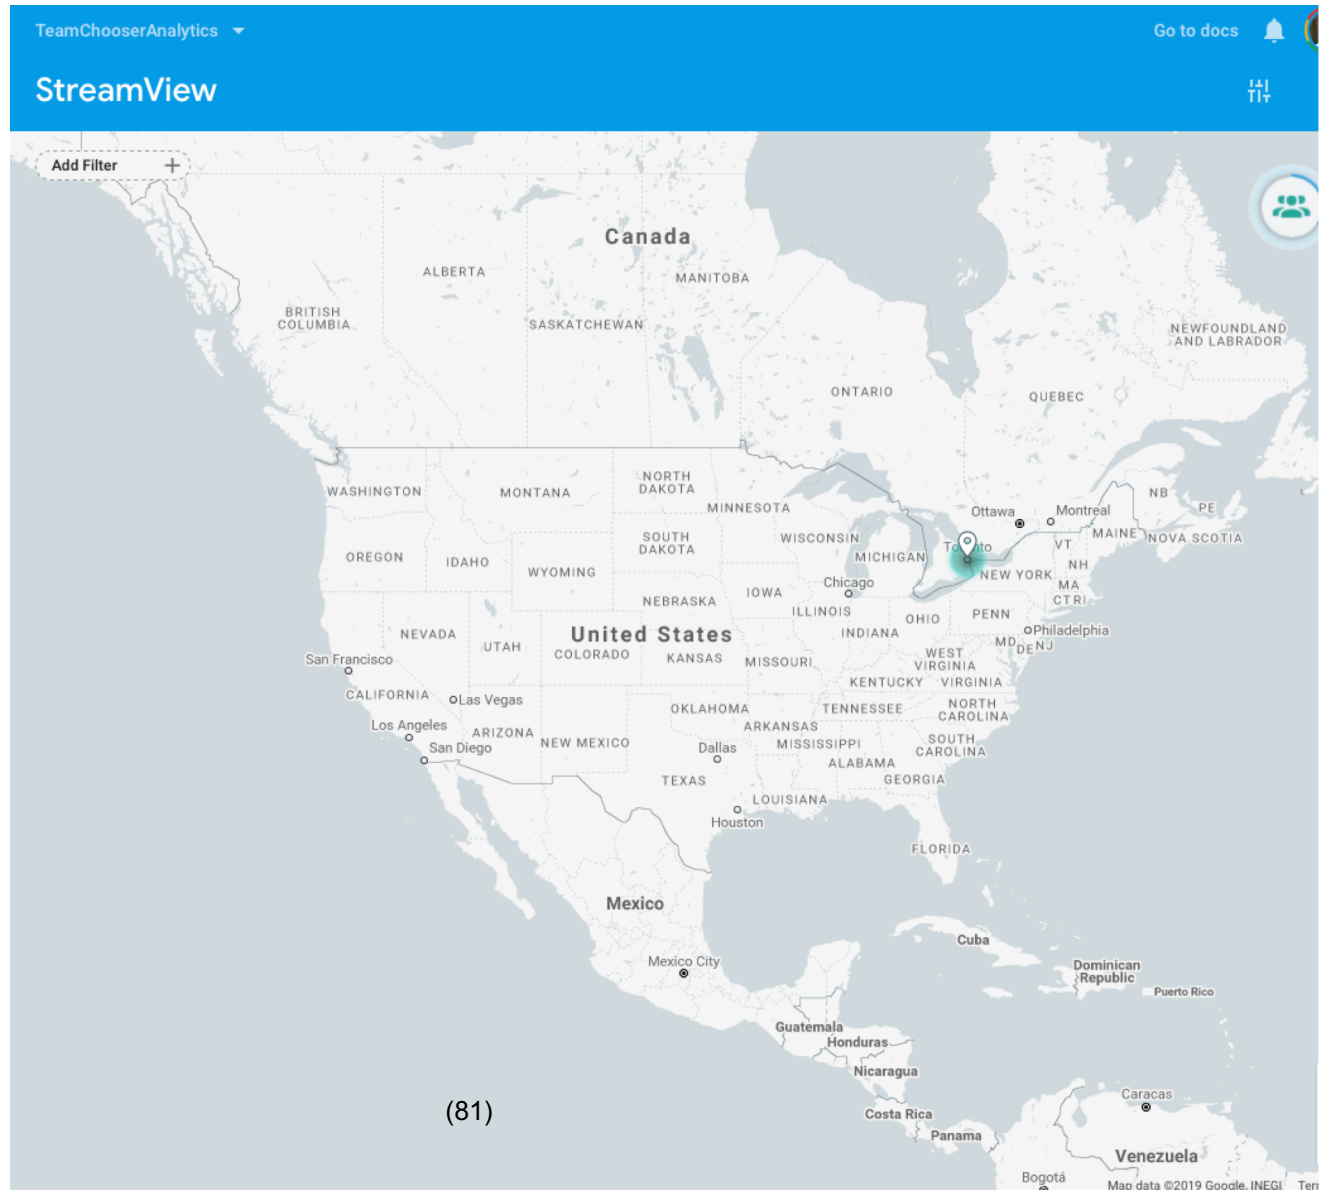 TeamChooserAnalytics
Go to docs
StreamView
Add Filter
Canada
ALBERTA
MANITOBA
BRITISH
COLUMBIA
SASKATCHEWAN
NEWFOUNDLAND
AND LABRADOR
ONTARIO
QUEBEC
WASHINGTON
MONTANA
NORTH
DAKOTA
MINNESOTA
Ottawa
Montreal
NB
PE
MAINE
NOVA SCOTIA
OREGON
IDAHO
SOUTH
DAKOTA
WISCONSIN
MICHIGAN
Toronto
VT
NH
WYOMING
Chicago
NEW YORK
MA
CT RI
NEBRASKA
IOWA
ILLINOIS
OHIO
PENN
NEVADA
UTAH
United States
COLORADO
KANSAS
MISSOURI
INDIANA
WEST
VIRGINIA
MD
DE
NJ
Philadelphia
San Francisco
KENTUCKY
VIRGINIA
CALIFORNIA
Las Vegas
OKLAHOMA
TENNESSEE
NORTH
CAROLINA
Los Angeles
ARIZONA
NEW MEXICO
ARKANSAS
San Diego
Dallas
MISSISSIPPI
SOUTH
CAROLINA
ALABAMA
TEXAS
GEORGIA
LOUISIANA
Houston
FLORIDA
Mexico
Cuba
Mexico City
Dominican
Republic
Puerto Rico
Guatemala
Honduras
Nicaragua
Caracas
(81)
Costa Rica
Panama
Venezuela
Bogotá
Map data ©2019 Google, INEGI